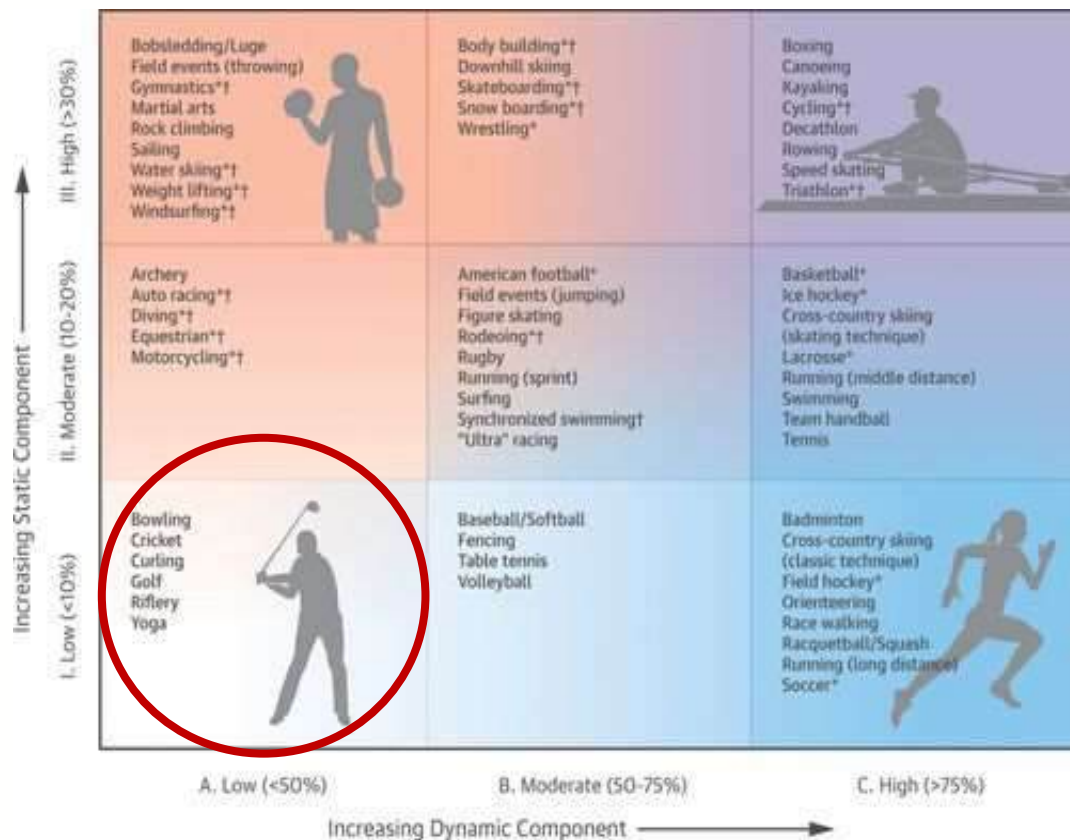 Increasing Static Component
III. High (>30%)
Bobsledding/Luge
Field events (throwing)
Gymnastics*†
Martial arts
Rock climbing
Sailing
Water skiing*†
Weight lifting*†
Windsurfing*†
Body building*†
Downhill skiing
Skateboarding*†
Snow boarding*†
Wrestling*
Boxing
Canoeing
Kayaking
Cycling*†
Decathlon
Rowing
Speed skating
Triathlon*†
II. Moderate (10-20%)
Archery
Auto racing*†
Diving*†
Equestrian*†
Motorcycling*†
American football*
Field events (jumping)
Figure skating
Rodeoing*†
Rugby
Running (sprint)
Surfing
Synchronized swimming†
"Ultra" racing
Basketball*
Ice hockey*
Cross-country skiing
(skating technique)
Lacrosse*
Running (middle distance)
Swimming
Team handball
Tennis
I. Low (<10%)
Bowling
Cricket
Curling
Golf
Riflery
Yoga
Baseball/Softball
Fencing
Table tennis
Volleyball
Badminton
Cross-country skiing
(classic technique)
Field hockey*
Orienteering
Race walking
Racquetball/Squash
Running (long distance)
Soccer*
A. Low (<50%)
B. Moderate (50-75%)
C. High (>75%)
Increasing Dynamic Component